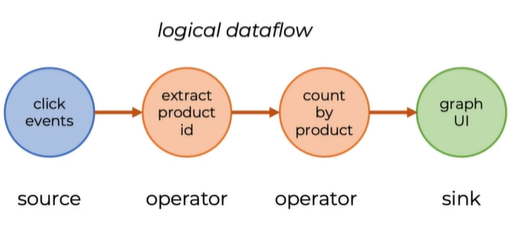 logical dataflow
click
events
extract
product
id
count
by
product
graph
UI
source
operator
operator
sink